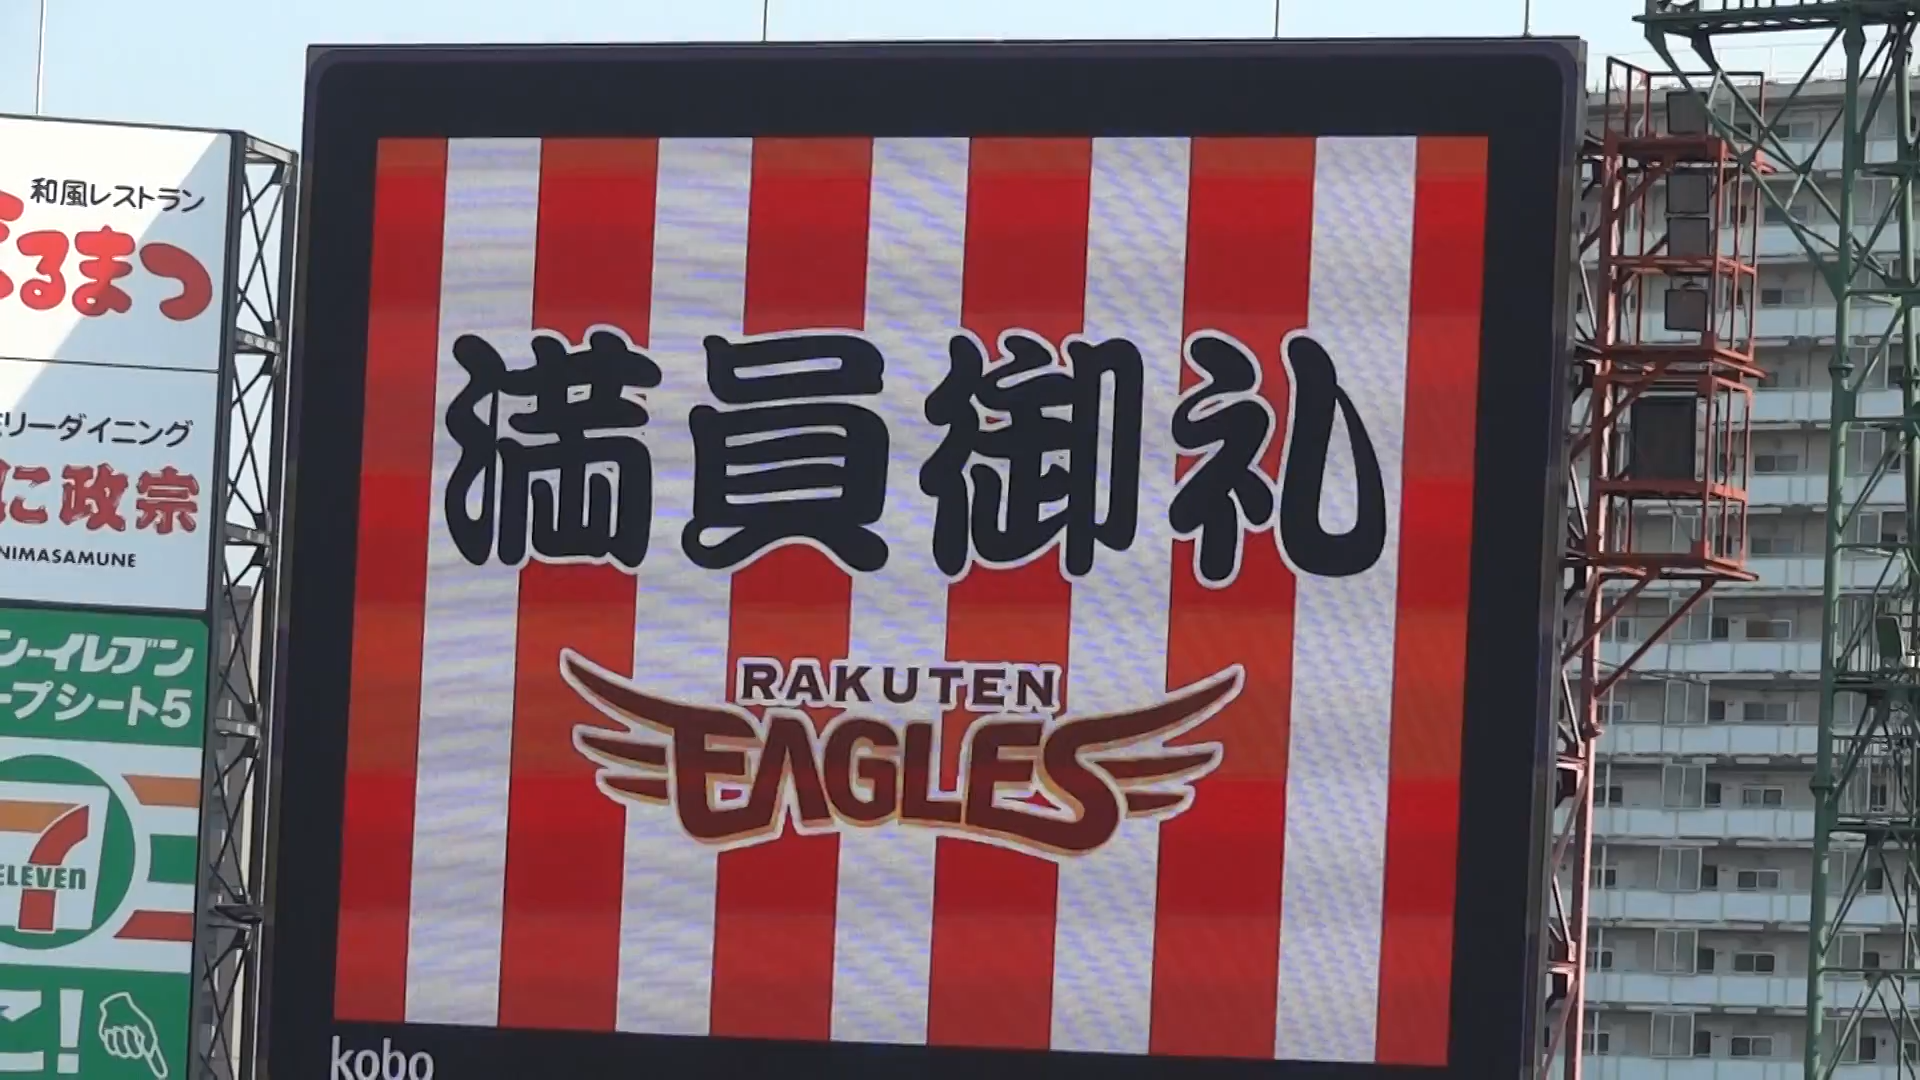 和風レストラン
まるまつ
リーダイニング
に政宗
NIMASAMUNE
ン-イレブン
ープシート5
ELEVEn
こ!
満員御礼
RAKUTEN
EAGLES
kobo